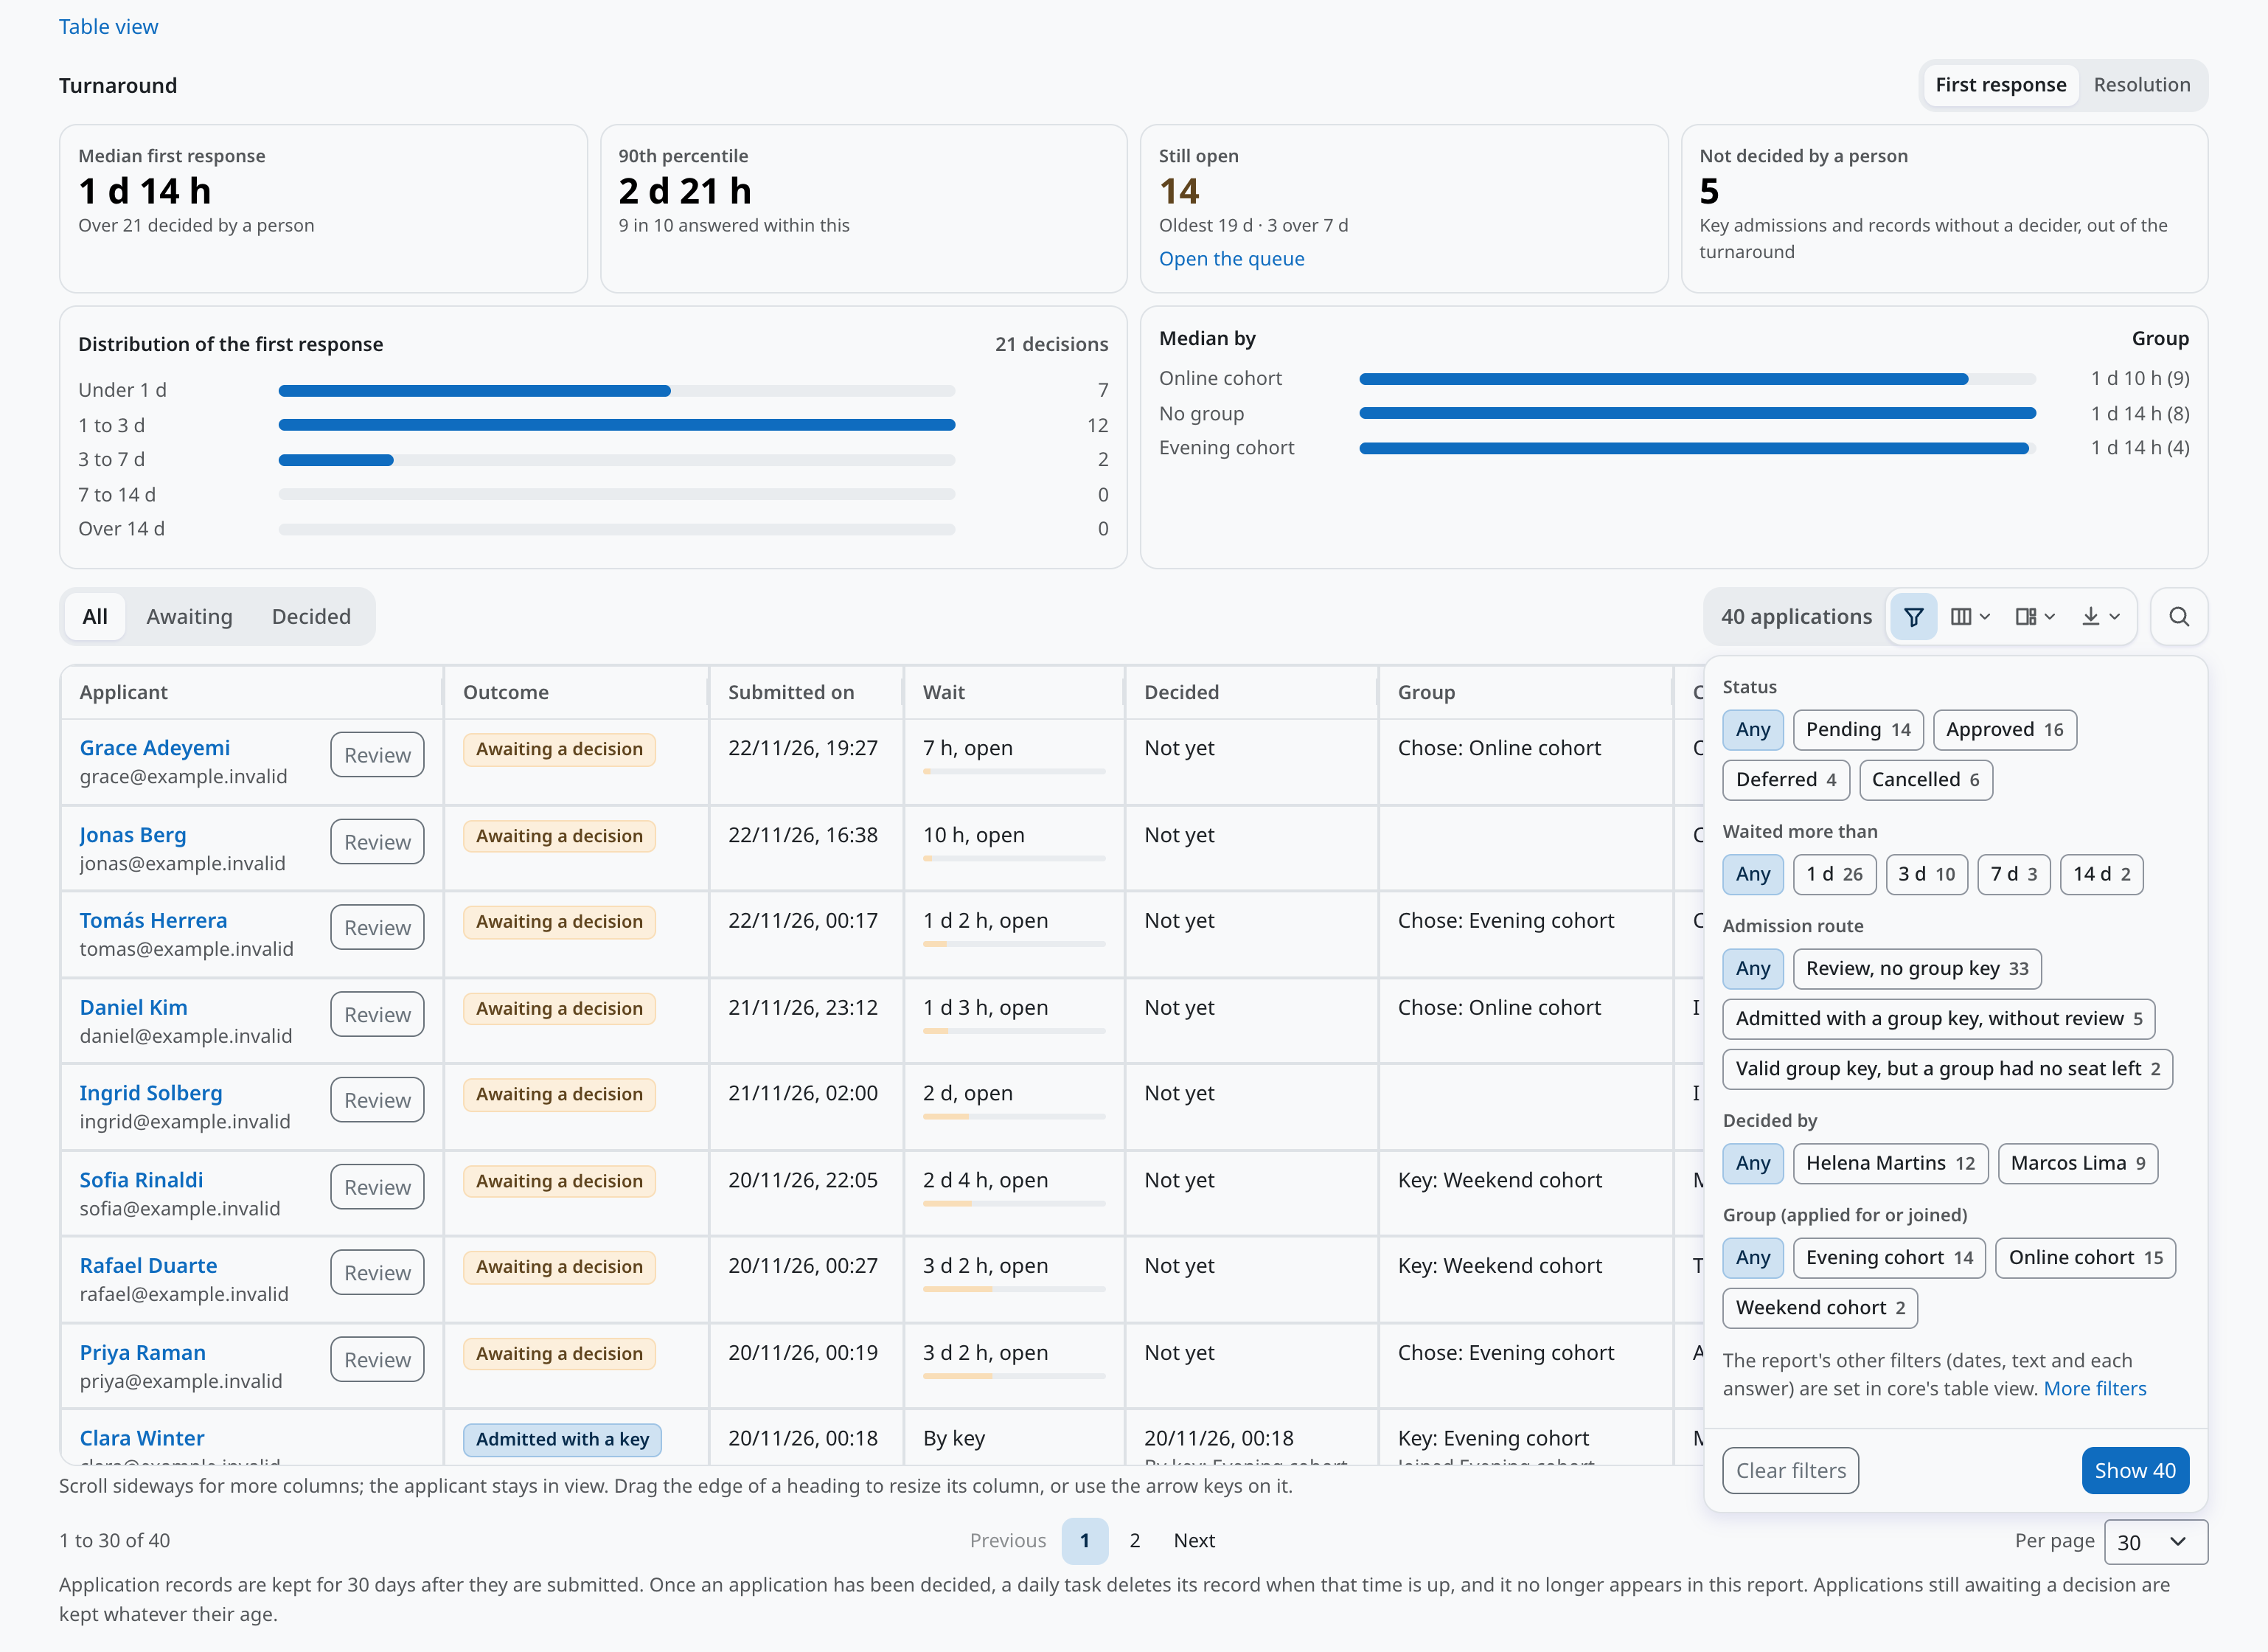 Table view
Turnaround
First response
Resolution
Median first response
1 d 14 h
Over 21 decided by a person
90th percentile
2 d 21 h
9 in 10 answered within this
Still open
14
Oldest 19 d · 3 over 7 d
Open the queue
Not decided by a person
5
Key admissions and records without a decider, out of the
turnaround
Distribution of the first response
21 decisions
Under 1 d 7
1 to 3 d 12
3 to 7 d 2
7 to 14 d 0
Over 14 d 0
Median by
Group
Online cohort 1 d 10 h (9)
No group 1 d 14 h (8)
Evening cohort 1 d 14 h (4)
All
Awaiting
Decided
40 applications
Applicant Outcome Submitted on Wait Decided Group
Grace Adeyemi Review Awaiting a decision 22/11/26, 19:27 7 h, open Not yet Chose: Online cohort
grace@example.invalid
Jonas Berg Review Awaiting a decision 22/11/26, 16:38 10 h, open Not yet
jonas@example.invalid
Tomás Herrera Review Awaiting a decision 22/11/26, 00:17 1 d 2 h, open Not yet Chose: Evening cohort
tomas@example.invalid
Daniel Kim Review Awaiting a decision 21/11/26, 23:12 1 d 3 h, open Not yet Chose: Online cohort I
daniel@example.invalid
Ingrid Solberg Review Awaiting a decision 21/11/26, 02:00 2 d, open Not yet I
ingrid@example.invalid
Sofia Rinaldi Review Awaiting a decision 20/11/26, 22:05 2 d 4 h, open Not yet Key: Weekend cohort
sofia@example.invalid
Rafael Duarte Review Awaiting a decision 20/11/26, 00:27 3 d 2 h, open Not yet Key: Weekend cohort
rafael@example.invalid
Priya Raman Review Awaiting a decision 20/11/26, 00:19 3 d 2 h, open Not yet Chose: Evening cohort
priya@example.invalid
Clara Winter Admitted with a key 20/11/26, 00:18 By key 20/11/26, 00:18 Key: Evening cohort
Status
Any Pending 14 Approved 16
Deferred 4 Cancelled 6
Waited more than
Any 1 d 26 3 d 10 7 d 3 14 d 2
Admission route
Any Review, no group key 33
Admitted with a group key, without review 5
Valid group key, but a group had no seat left 2
Decided by
Any Helena Martins 12 Marcos Lima 9
Group (applied for or joined)
Any Evening cohort 14 Online cohort 15
Weekend cohort 2
The report's other filters (dates, text and each
answer) are set in core's table view. More filters
Clear filters
Show 40
Scroll sideways for more columns; the applicant stays in view. Drag the edge of a heading to resize its column, or use the arrow keys on it.
1 to 30 of 40
Previous 1 2 Next
Per page 30
Application records are kept for 30 days after they are submitted. Once an application has been decided, a daily task deletes its record when that time is up, and it no longer appears in this report. Applications still awaiting a decision are
kept whatever their age.